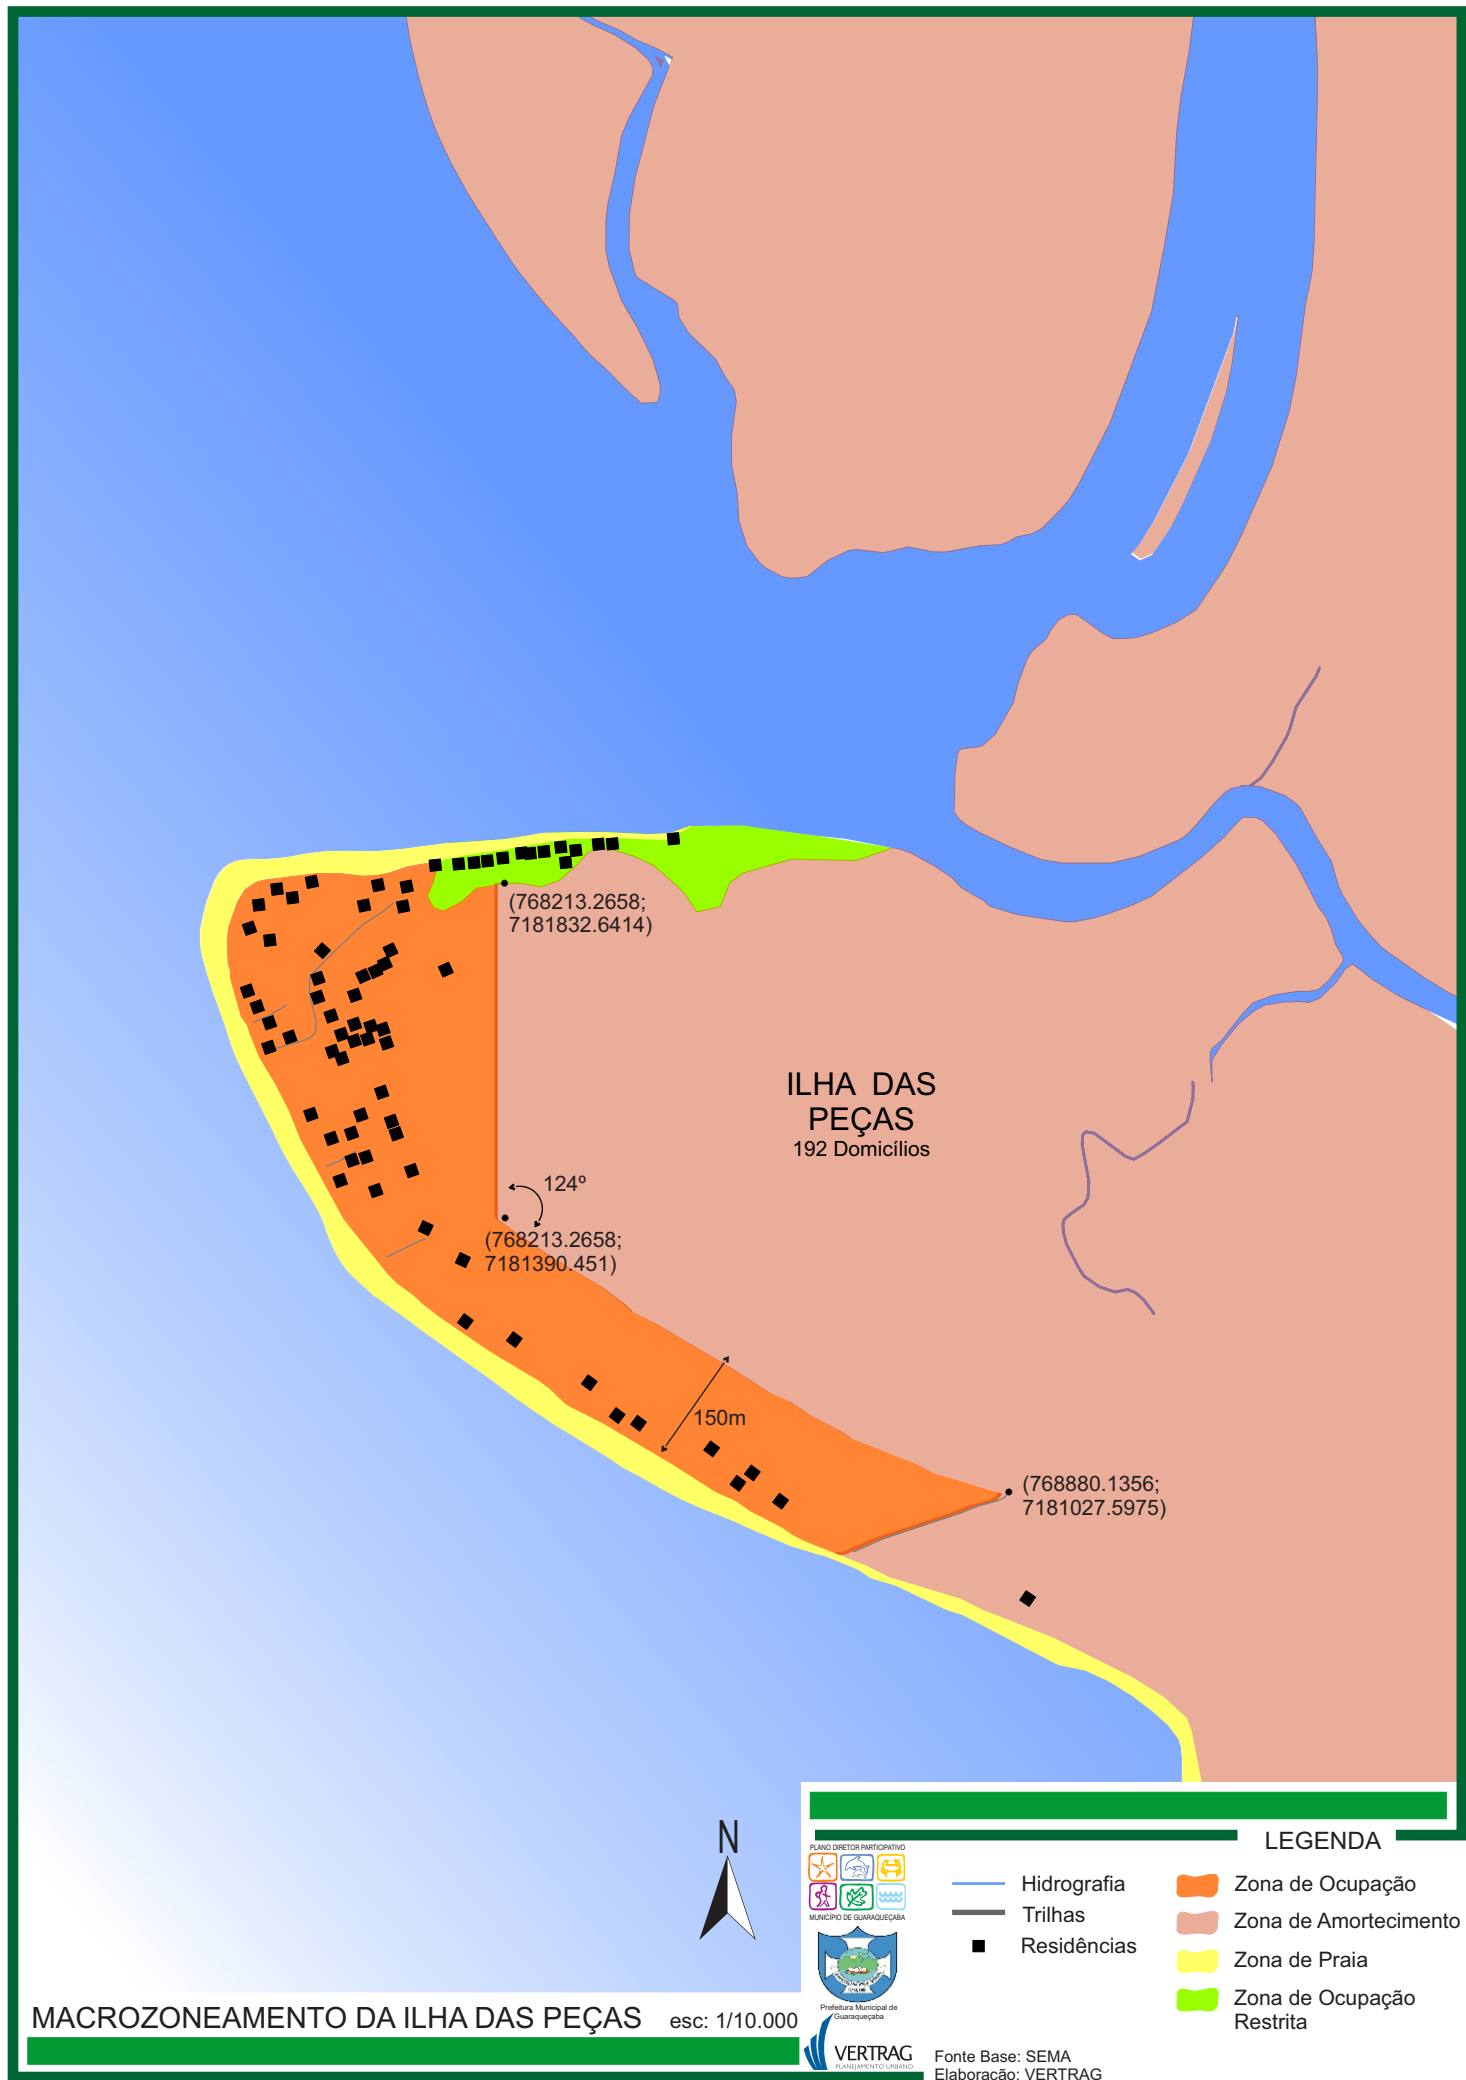 (768213.2658;
7181832.6414)
ILHA DAS
PEÇAS
192 Domicílios
124º
(768213.2658;
7181390.451)
150m
(768880.1356;
7181027.5975)
N
MACROZONEAMENTO DA ILHA DAS PEÇAS esc: 1/10.000
PLANO DIRETOR PARTICIPATIVO
MUNICÍPIO DE GUARAQUEÇABA
Prefeitura Municipal de
Guaraqueçaba
VERTRAG
PLANEJAMENTO URBANO
LEGENDA
Hidrografia
Trilhas
Residências
Zona de Ocupação
Zona de Amortecimento
Zona de Praia
Zona de Ocupação
Restrita
Fonte Base: SEMA
Elaboração: VERTRAG